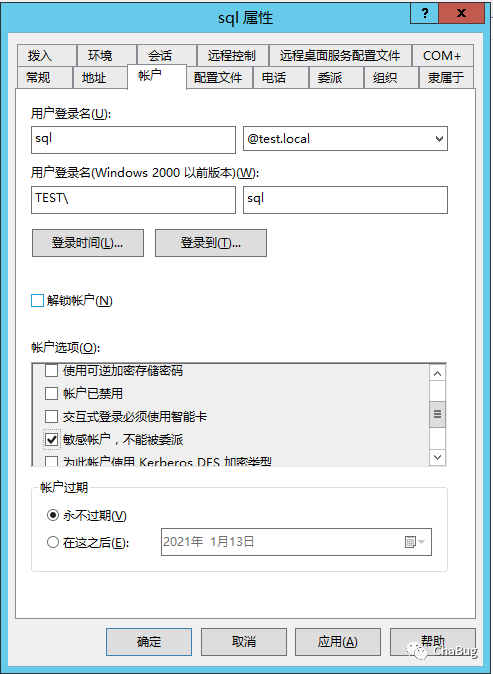 sql 属性
?
x
拨入 环境 会话 远程控制 远程桌面服务配置文件 COM+
常规 地址 帐户 配置文件 电话 委派 组织 隶属于
用户登录名(U):
sql @test.local
用户登录名(Windows 2000 以前版本)(W):
TEST\ sql
登录时间(L)... 登录到(T)...
解锁帐户(N)
帐户选项(O):
使用可逆加密存储密码
帐户已禁用
交互式登录必须使用智能卡
敏感帐户，不能被委派
为此帐户使用 Kerberos DES 加密类型
帐户过期
永不过期(V)
在这之后(E): 2021年 1月13日
确定 取消 应用(A) 帮助
ChaBug